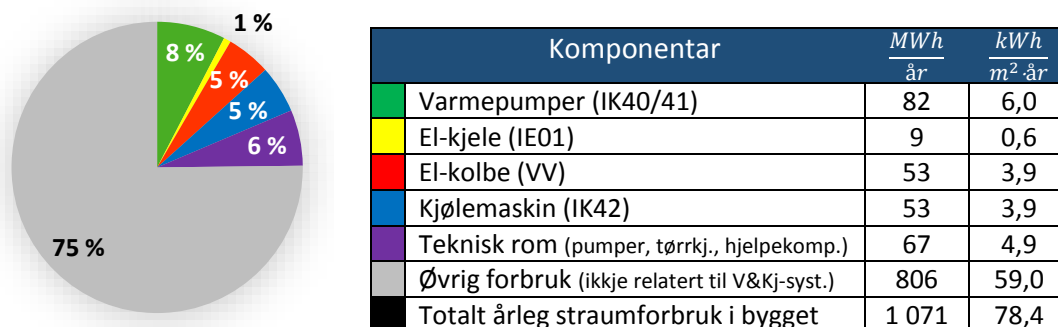 1 %
8 %
5 %
5 %
6 %
75 %
Komponentar MWh/år kWh/m²·år
Varmepumper (IK40/41) 82 6,0
El-kjele (IE01) 9 0,6
El-kolbe (VV) 53 3,9
Kjølemaskin (IK42) 53 3,9
Teknisk rom (pumper, tørrkj., hjelpekomp.) 67 4,9
Øvrig forbruk (ikkje relatert til V&Kj-syst.) 806 59,0
Totalt årleg straumforbruk i bygget 1 071 78,4